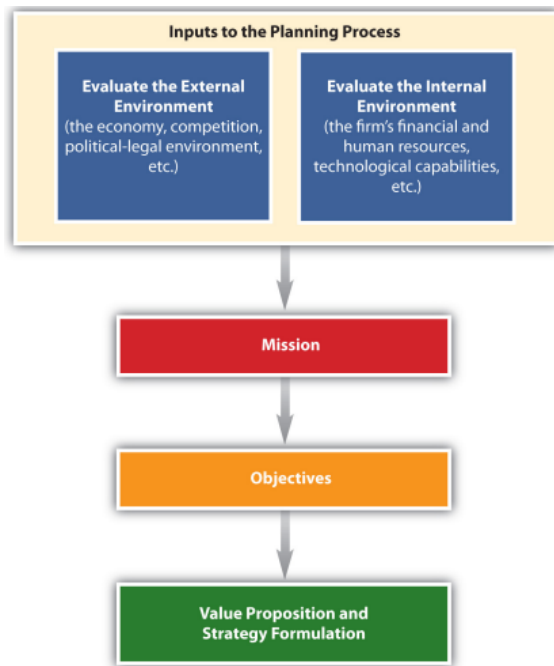 Inputs to the Planning Process
Evaluate the External
Environment
(the economy, competition,
political-legal environment,
etc.)
Evaluate the Internal
Environment
(the firm's financial and
human resources,
technological capabilities,
etc.)
Mission
Objectives
Value Proposition and
Strategy Formulation